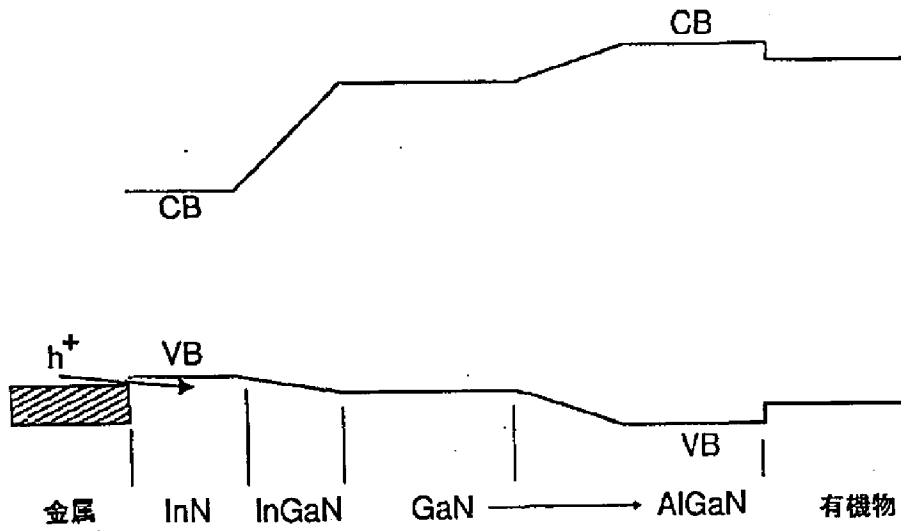 CB
CB
h+
VB
VB
金属 InN InGaN GaN AlGaN 有機物